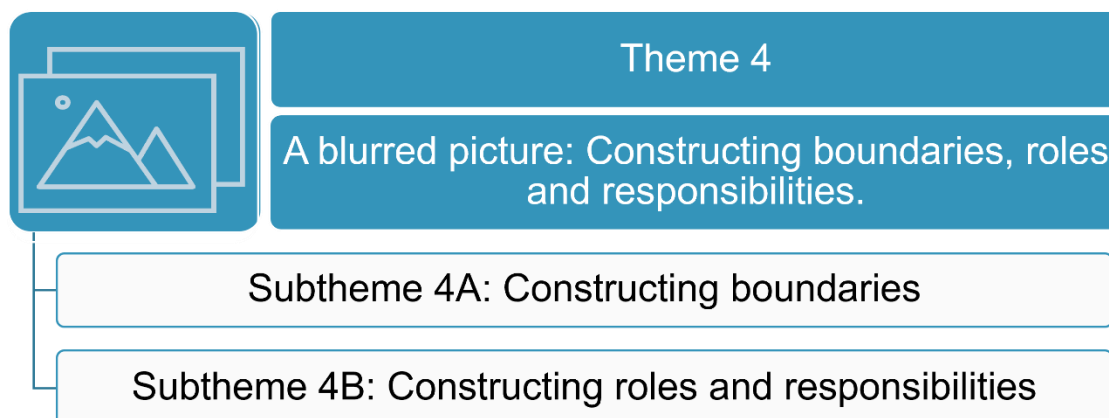 Theme 4
A blurred picture: Constructing boundaries, roles
and responsibilities.
Subtheme 4A: Constructing boundaries
Subtheme 4B: Constructing roles and responsibilities